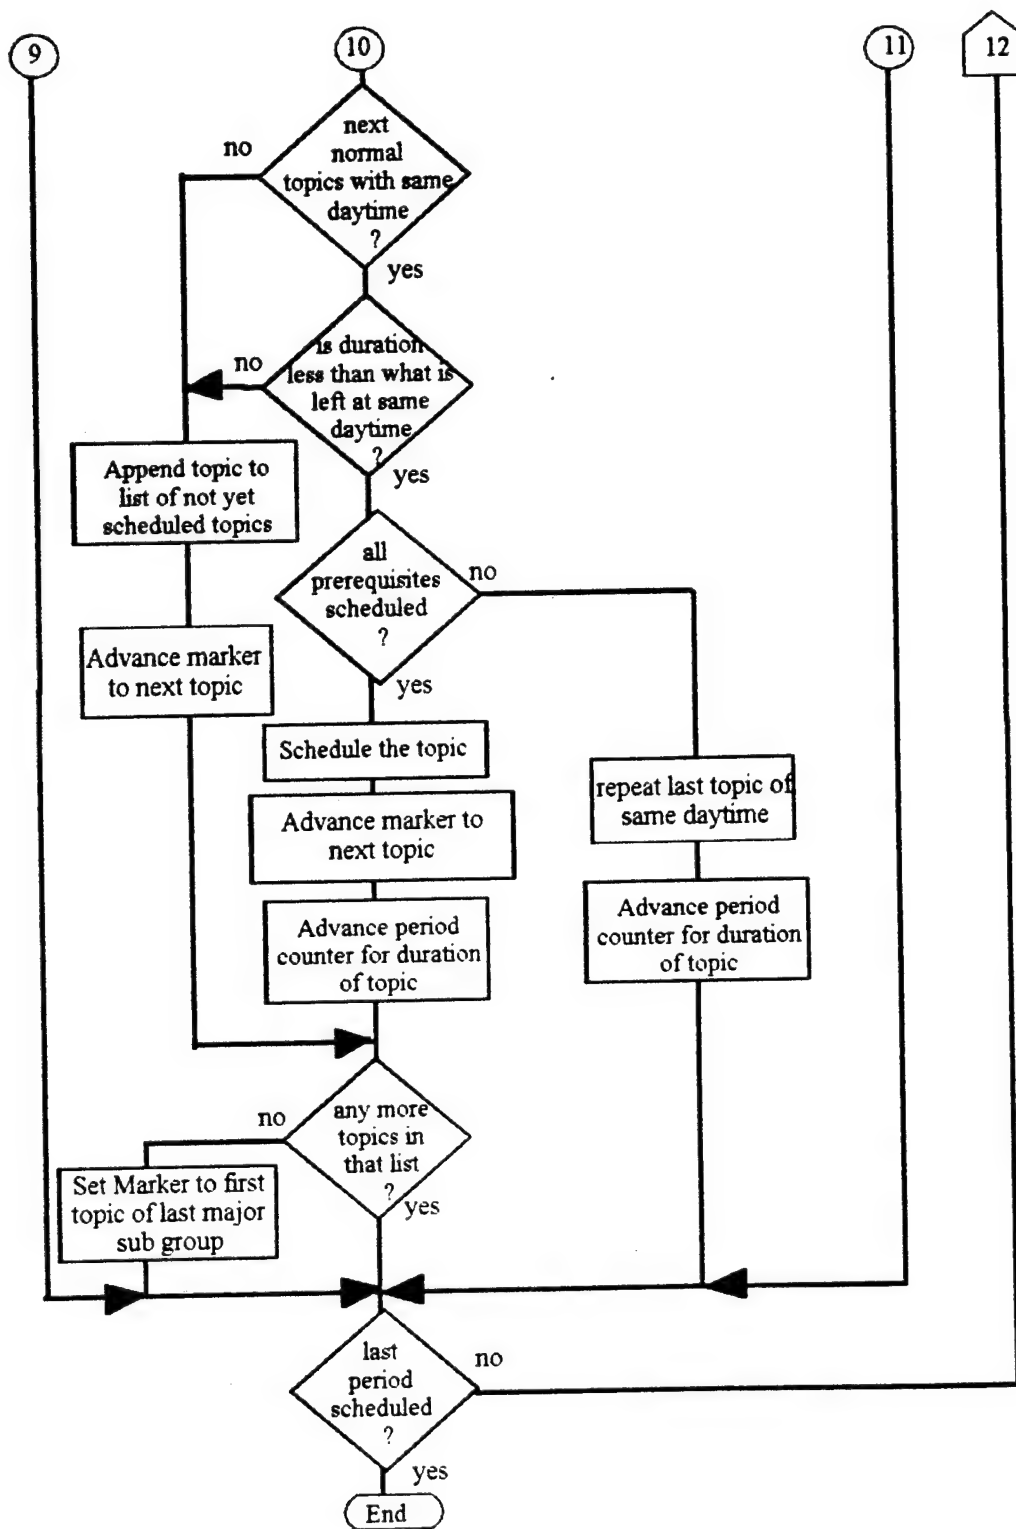 9
10
11
12
next
normal
topics with same
daytime
?
no
yes
is duration
less than what is
left at same
daytime
?
no
yes
Append topic to
list of not yet
scheduled topics
all
prerequisites
scheduled
?
no
yes
Advance marker
to next topic
Schedule the topic
repeat last topic of
same daytime
Advance marker to
next topic
Advance period
counter for duration
of topic
Advance period
counter for duration
of topic
any more
topics in
that list
?
no
yes
Set Marker to first
topic of last major
sub group
last
period
scheduled
?
no
yes
End